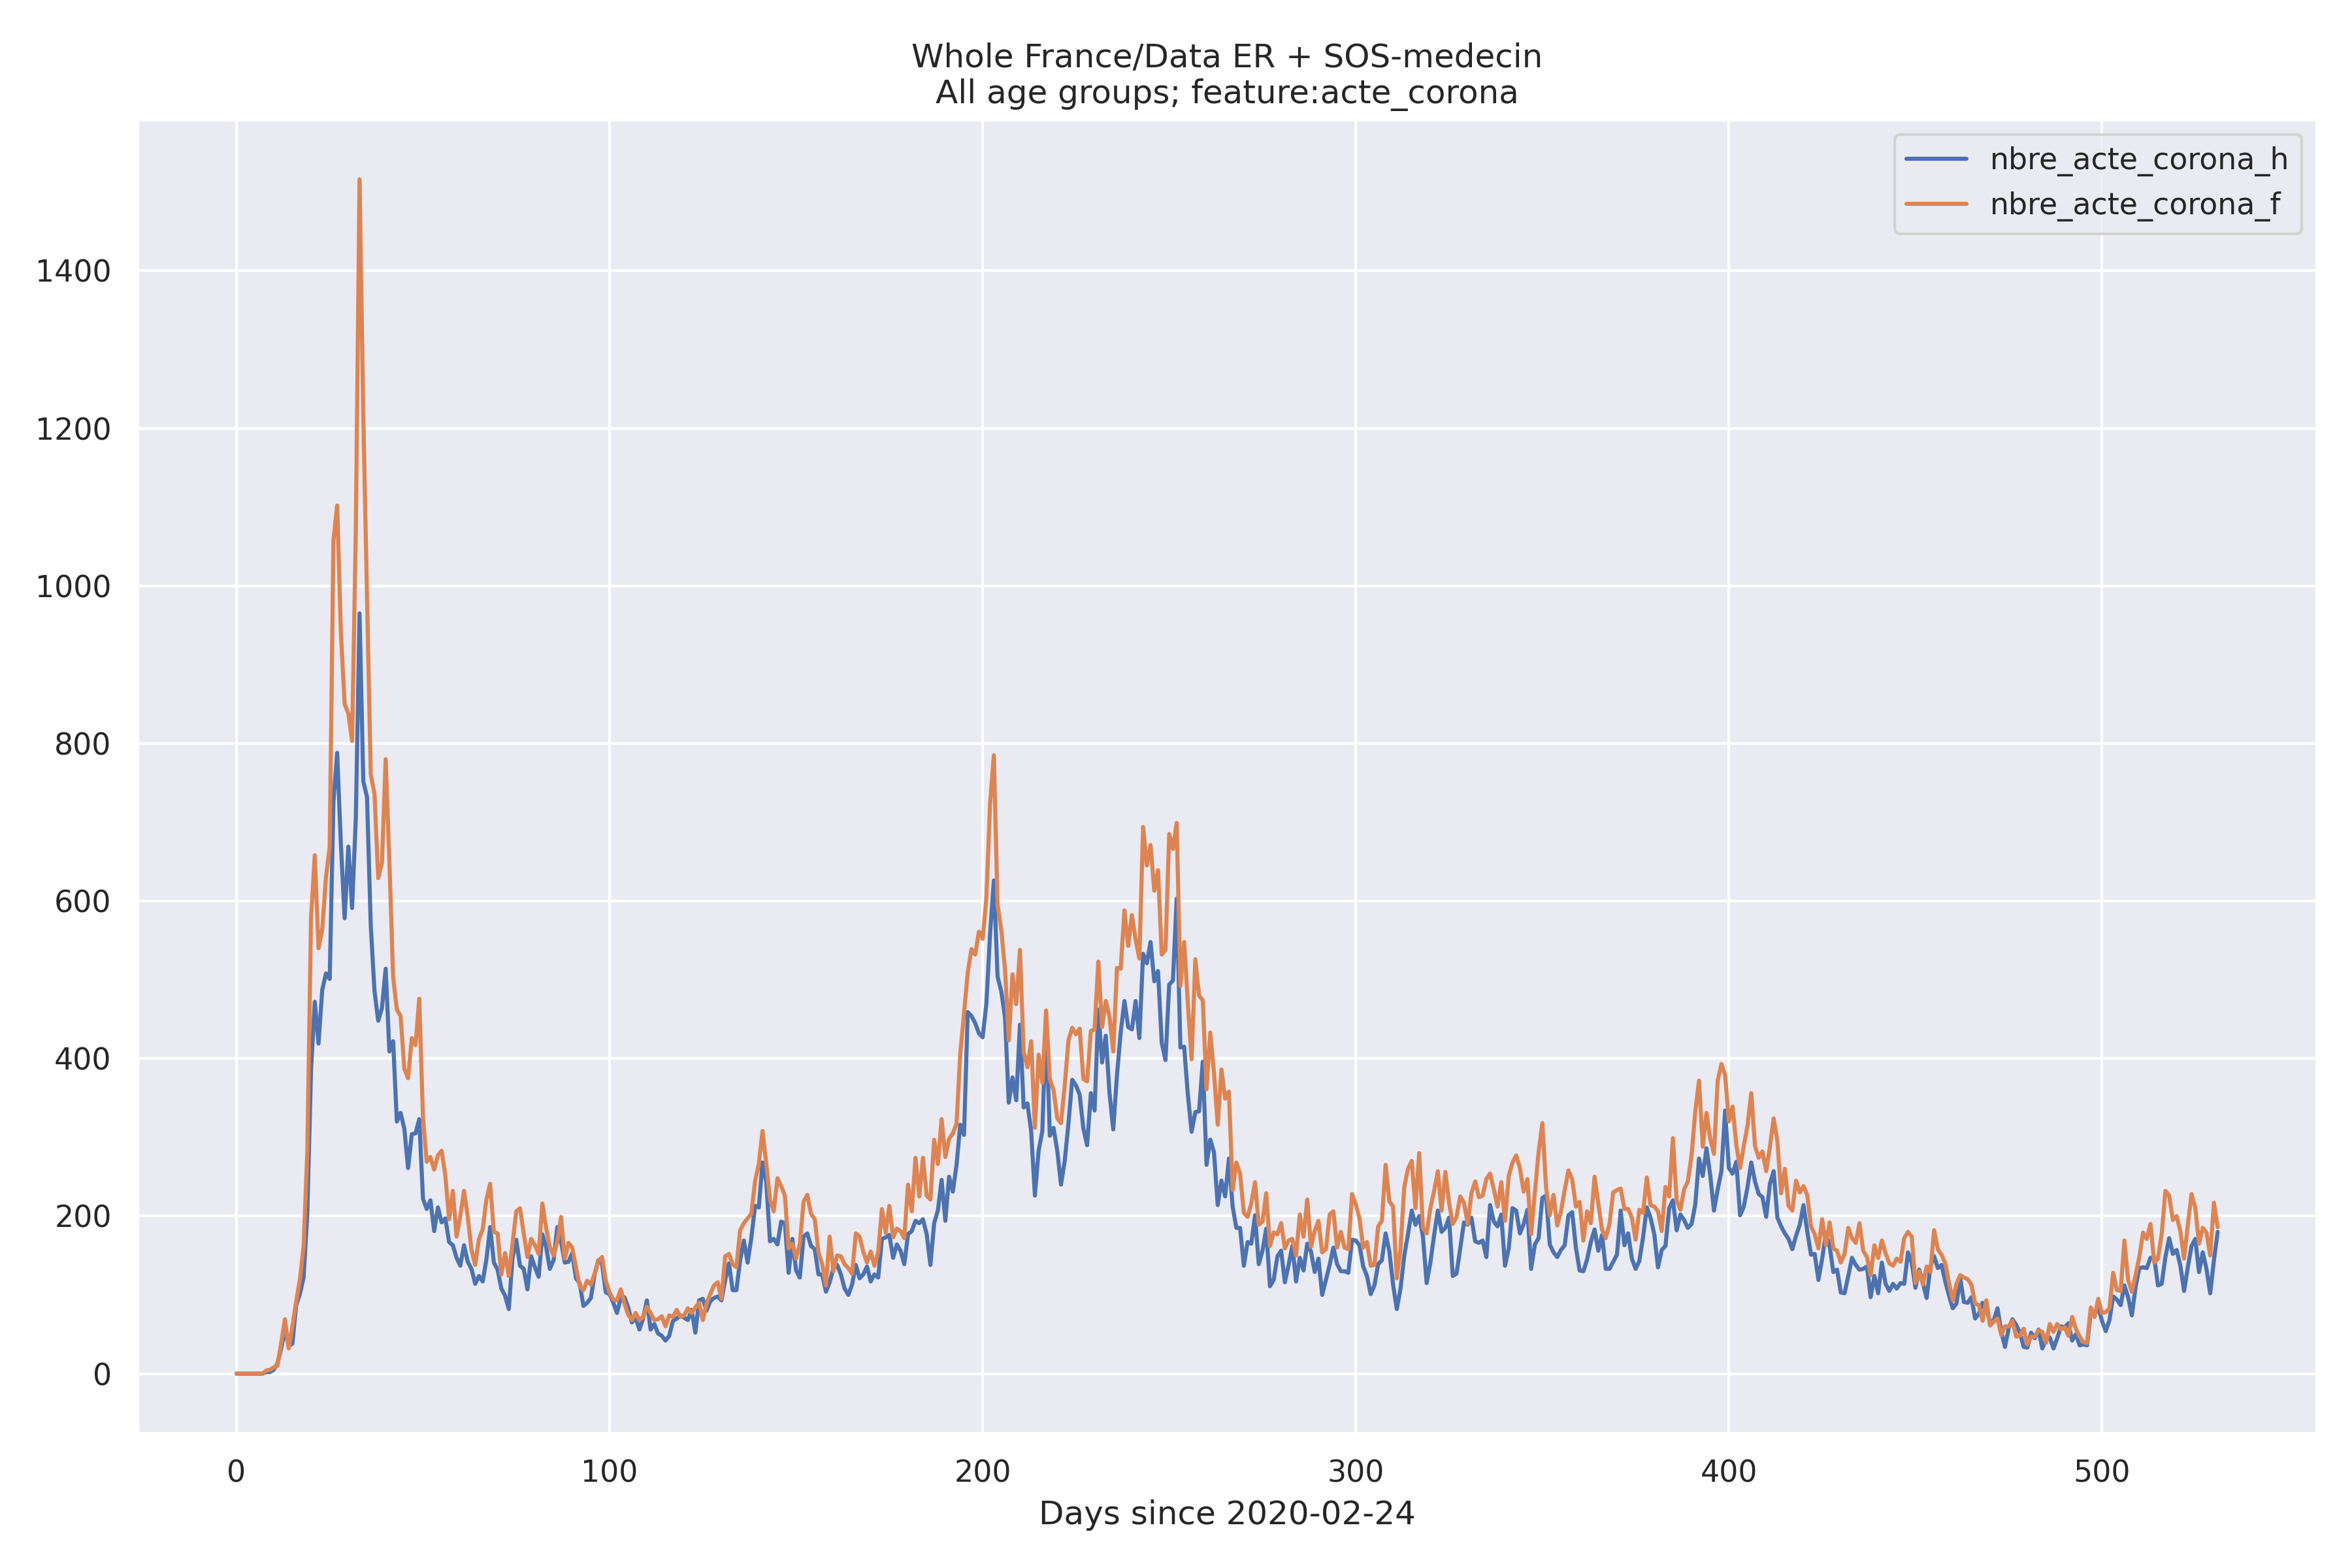 Whole France/Data ER + SOS-medecin
All age groups; feature:acte_corona
nbre_acte_corona_h
nbre_acte_corona_f
1400
1200
1000
800
600
400
200
0
0 100 200 300 400 500
Days since 2020-02-24